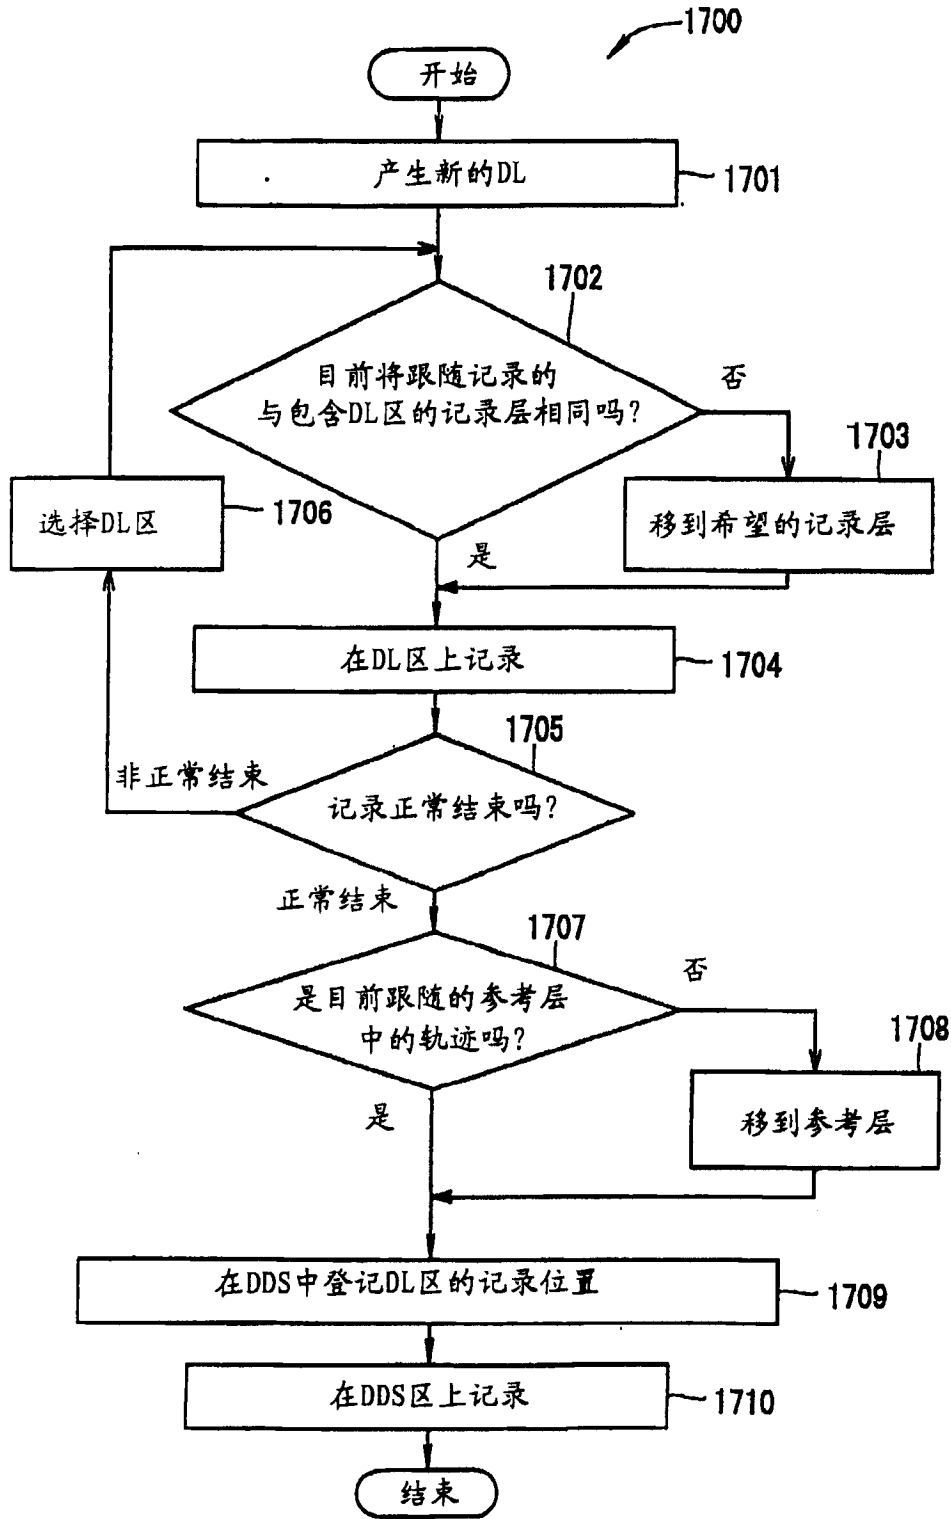 1700
开始
产生新的DL
1701
1702
目前将跟随记录的
与包含DL区的记录层相同吗?
否
1703
移到希望的记录层
选择DL区
1706
是
在DL区上记录
1704
1705
非正常结束
记录正常结束吗?
正常结束
1707
是目前跟随的参考层
中的轨迹吗?
否
1708
移到参考层
是
在DDS中登记DL区的记录位置
1709
在DDS区上记录
1710
结束